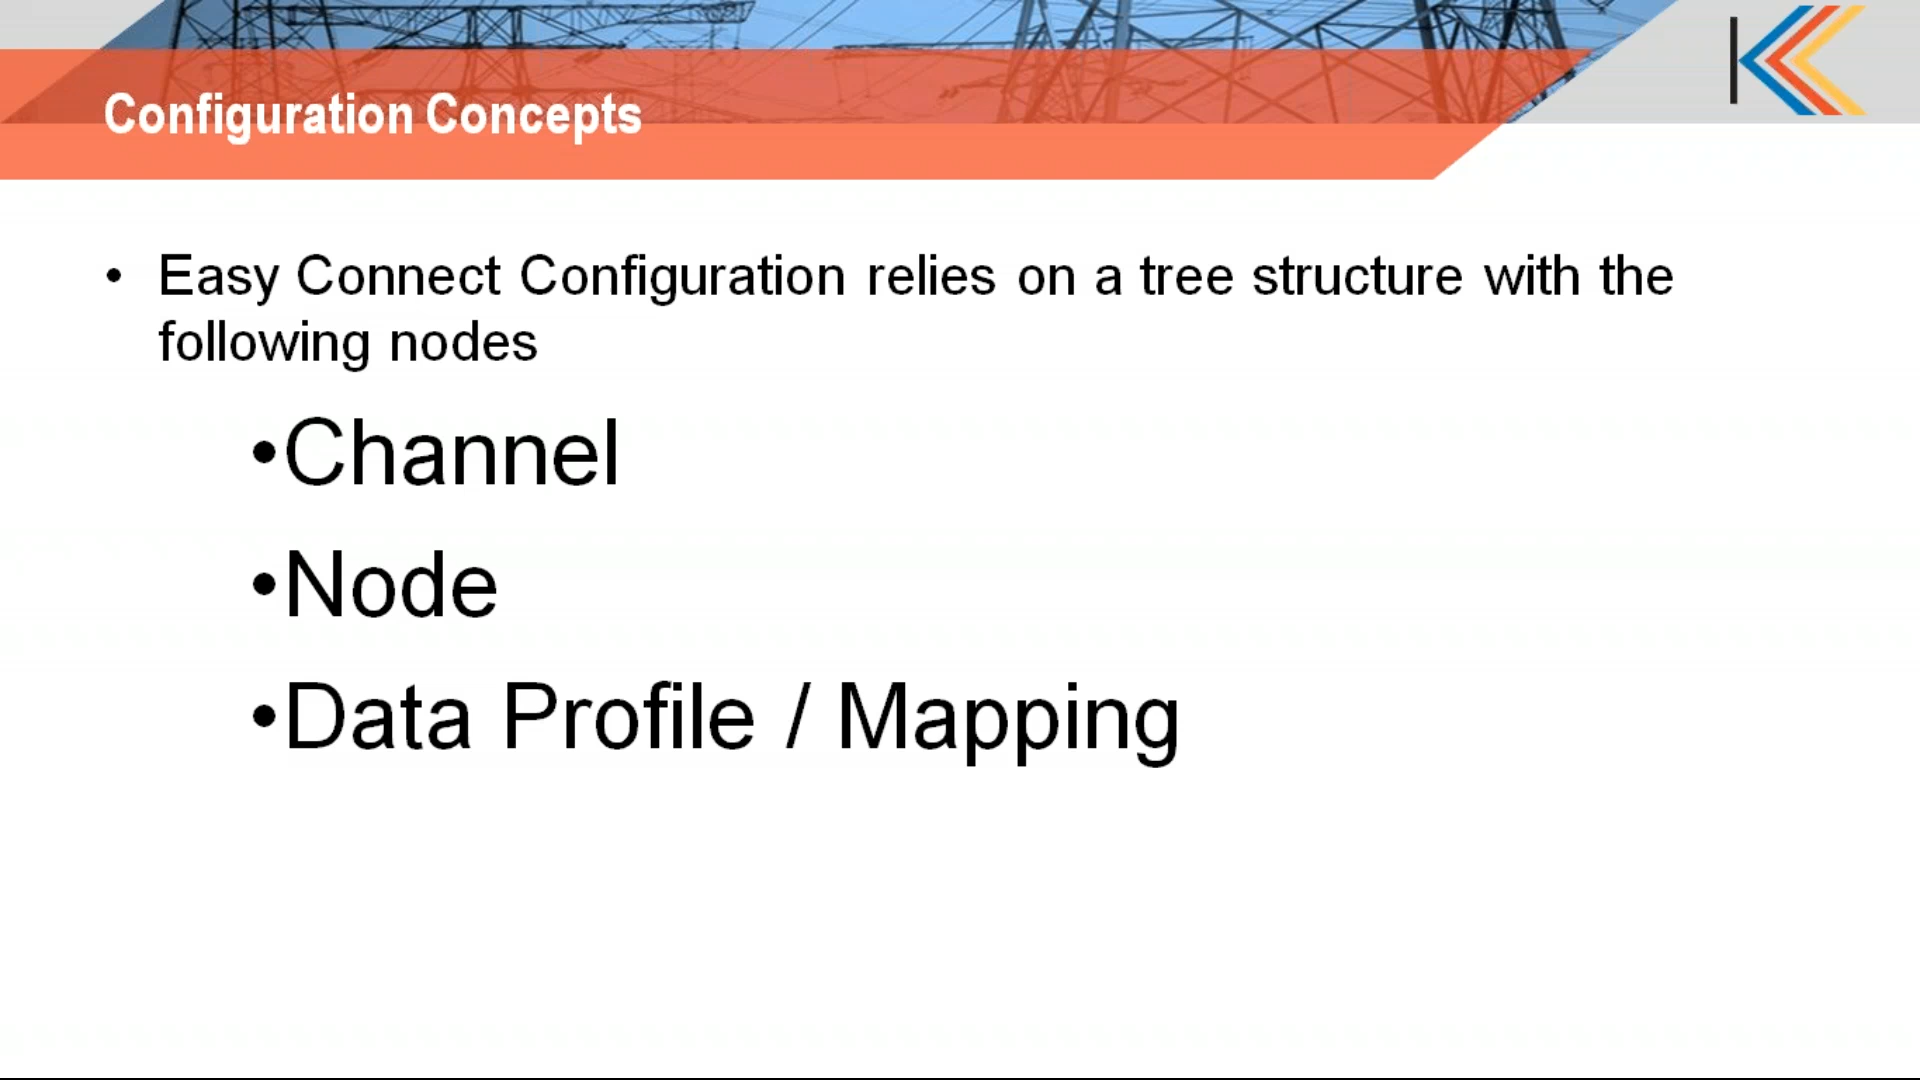 Configuration Concepts
• Easy Connect Configuration relies on a tree structure with the
following nodes
•Channel
•Node
•Data Profile / Mapping